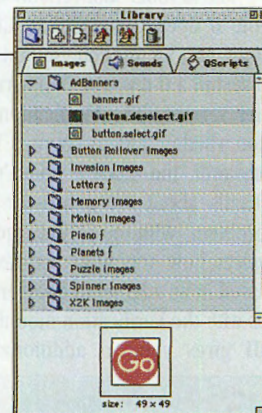 Library
Images Sounds QScripts
AdBanners
banner.gif
button.deselect.gif
button.select.gif
Button Rollover Images
Invasion Images
Letters ƒ
Memory Images
Motion Images
Piano ƒ
Planets ƒ
Puzzle Images
Spinner Images
X2K Images
Go
size: 49 x 49